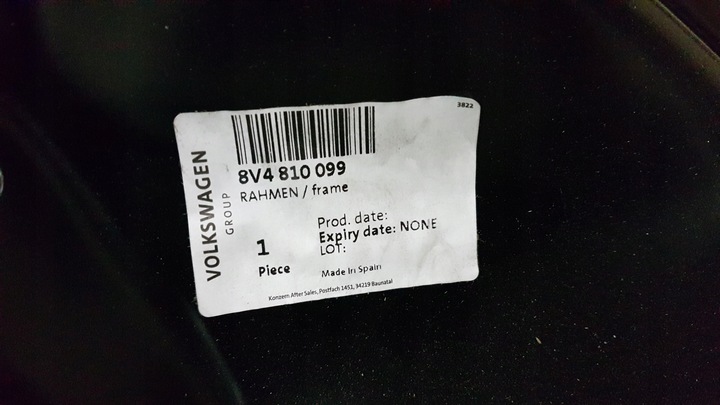 3822
VOLKSWAGEN
GROUP
8V4 810 099
RAHMEN / frame
1
Piece
Prod. date:
Expiry date: NONE
LOT:
Made In Spain
Konzern After Sales, Postfach 1451, 34219 Baunatal